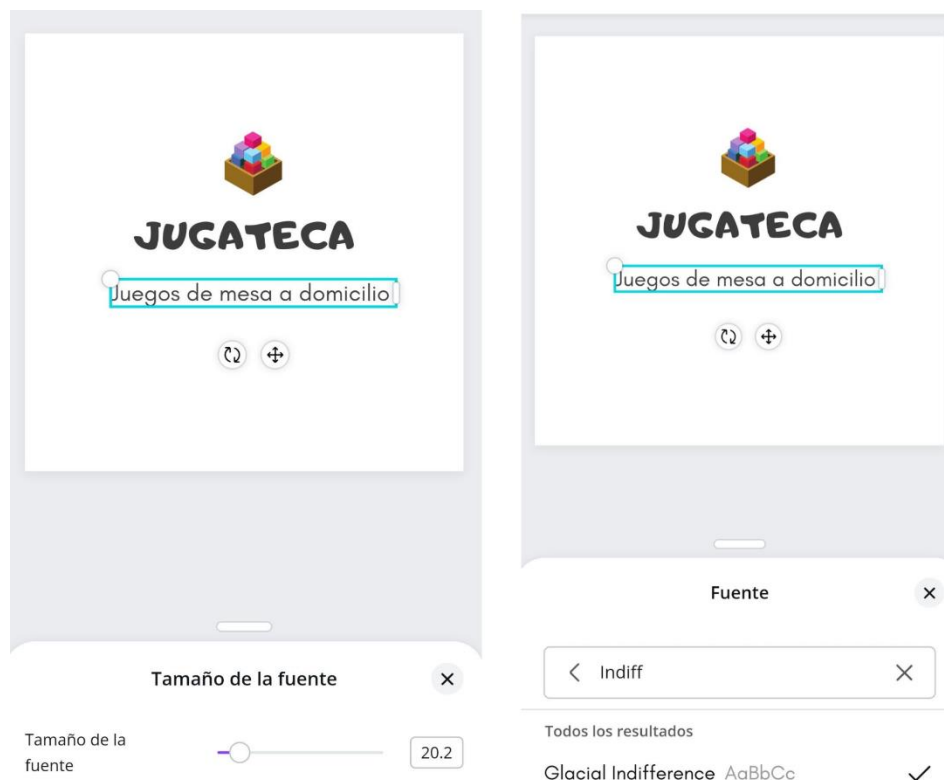 JUGATECA
Juegos de mesa a domicilio
Tamaño de la fuente
Tamaño de la
fuente
20.2
JUGATECA
Juegos de mesa a domicilio
Fuente
Indiff
Todos los resultados
Glacial Indifference AaBbCc